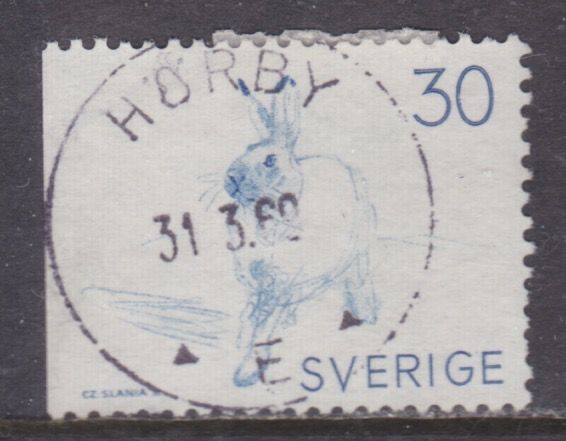 HÖRBY
30
31 3.69
E
SVERIGE
CZ SLANIA